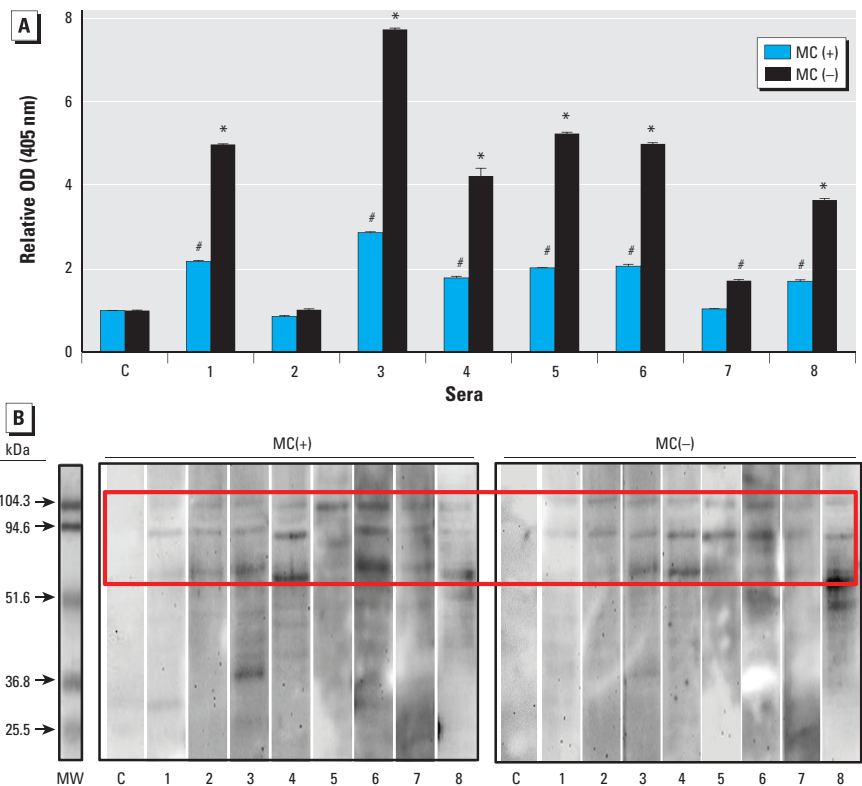 A
Relative OD (405 nm)
8
6
4
2
0
MC (+)
MC (–)
* * * * * *
# # # # # # #
C 1 2 3 4 5 6 7 8
Sera
B
kDa
MC(+) MC(–)
104.3
94.6
51.6
36.8
25.5
MW C 1 2 3 4 5 6 7 8 C 1 2 3 4 5 6 7 8